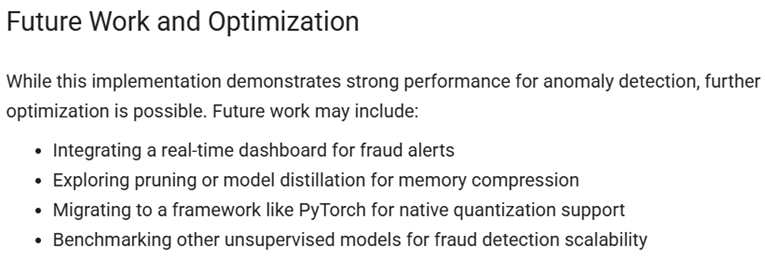 Future Work and Optimization
While this implementation demonstrates strong performance for anomaly detection, further
optimization is possible. Future work may include:
• Integrating a real-time dashboard for fraud alerts
• Exploring pruning or model distillation for memory compression
• Migrating to a framework like PyTorch for native quantization support
• Benchmarking other unsupervised models for fraud detection scalability